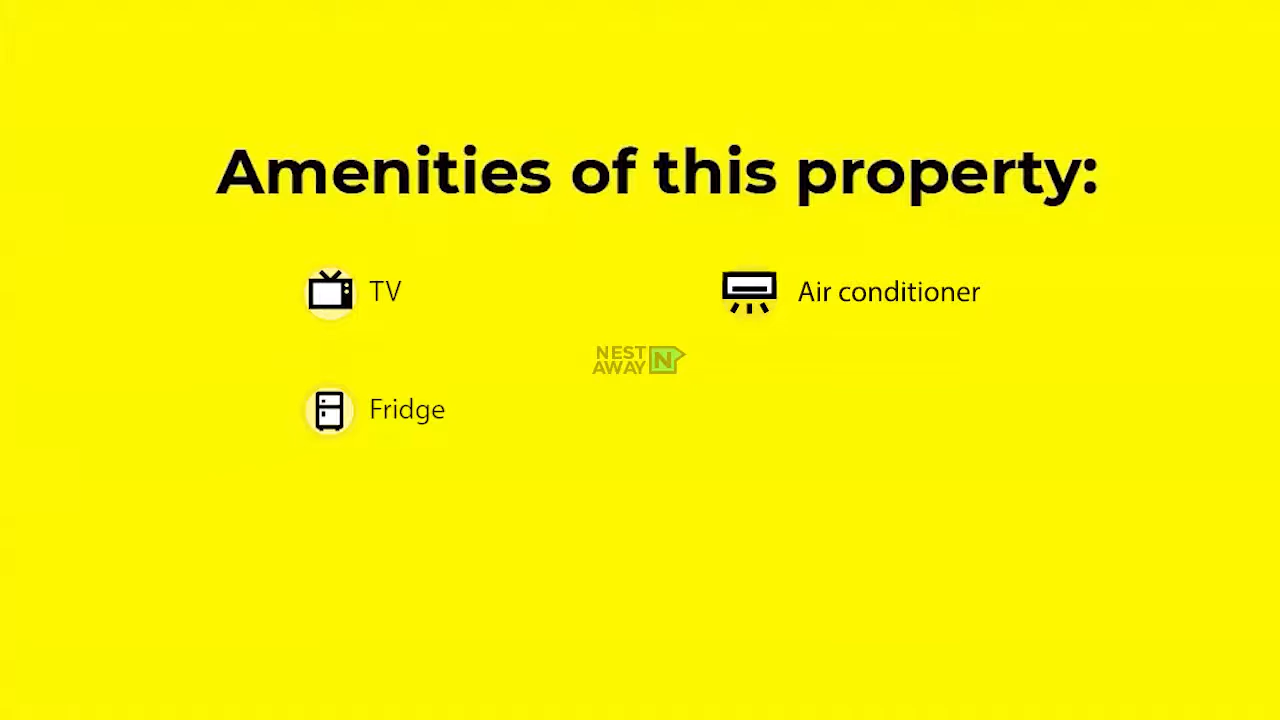 Amenities of this property:
TV
Air conditioner
NEST
AWAY N
Fridge